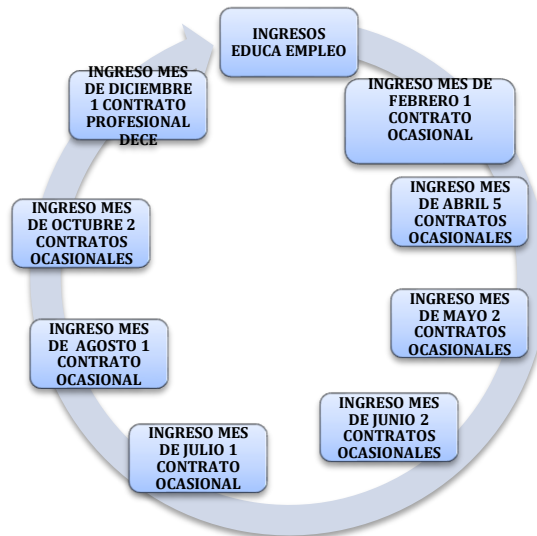 INGRESOS
EDUCA EMPLEO
INGRESO MES DE
FEBRERO 1
CONTRATO
OCASIONAL
INGRESO MES
DE ABRIL 5
CONTRATOS
OCASIONALES
INGRESO MES
DE MAYO 2
CONTRATOS
OCASIONALES
INGRESO MES
DE JUNIO 2
CONTRATOS
OCASIONALES
INGRESO MES
DE JULIO 1
CONTRATO
OCASIONAL
INGRESO MES
DE AGOSTO 1
CONTRATO
OCASIONAL
INGRESO MES
DE OCTUBRE 2
CONTRATOS
OCASIONALES
INGRESO MES
DE DICIEMBRE
1 CONTRATO
PROFESIONAL
DECE